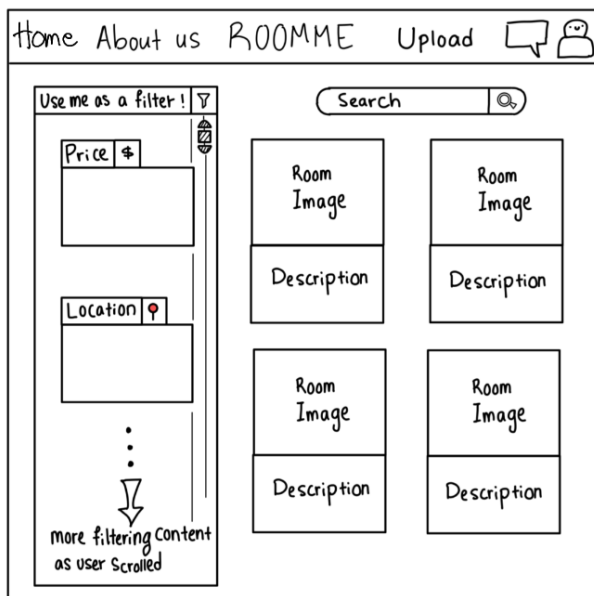 Home About us ROOMME Upload
Use me as a filter!
Search
Price $
Room
Image
Room
Image
Description
Description
Location
Room
Image
Room
Image
Description
Description
more filtering content
as user scrolled